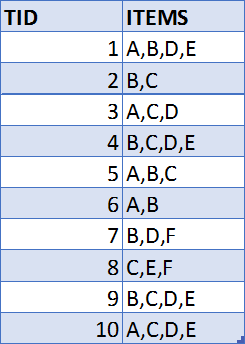 TID ITEMS
1 A,B,D,E
2 B,C
3 A,C,D
4 B,C,D,E
5 A,B,C
6 A,B
7 B,D,F
8 C,E,F
9 B,C,D,E
10 A,C,D,E